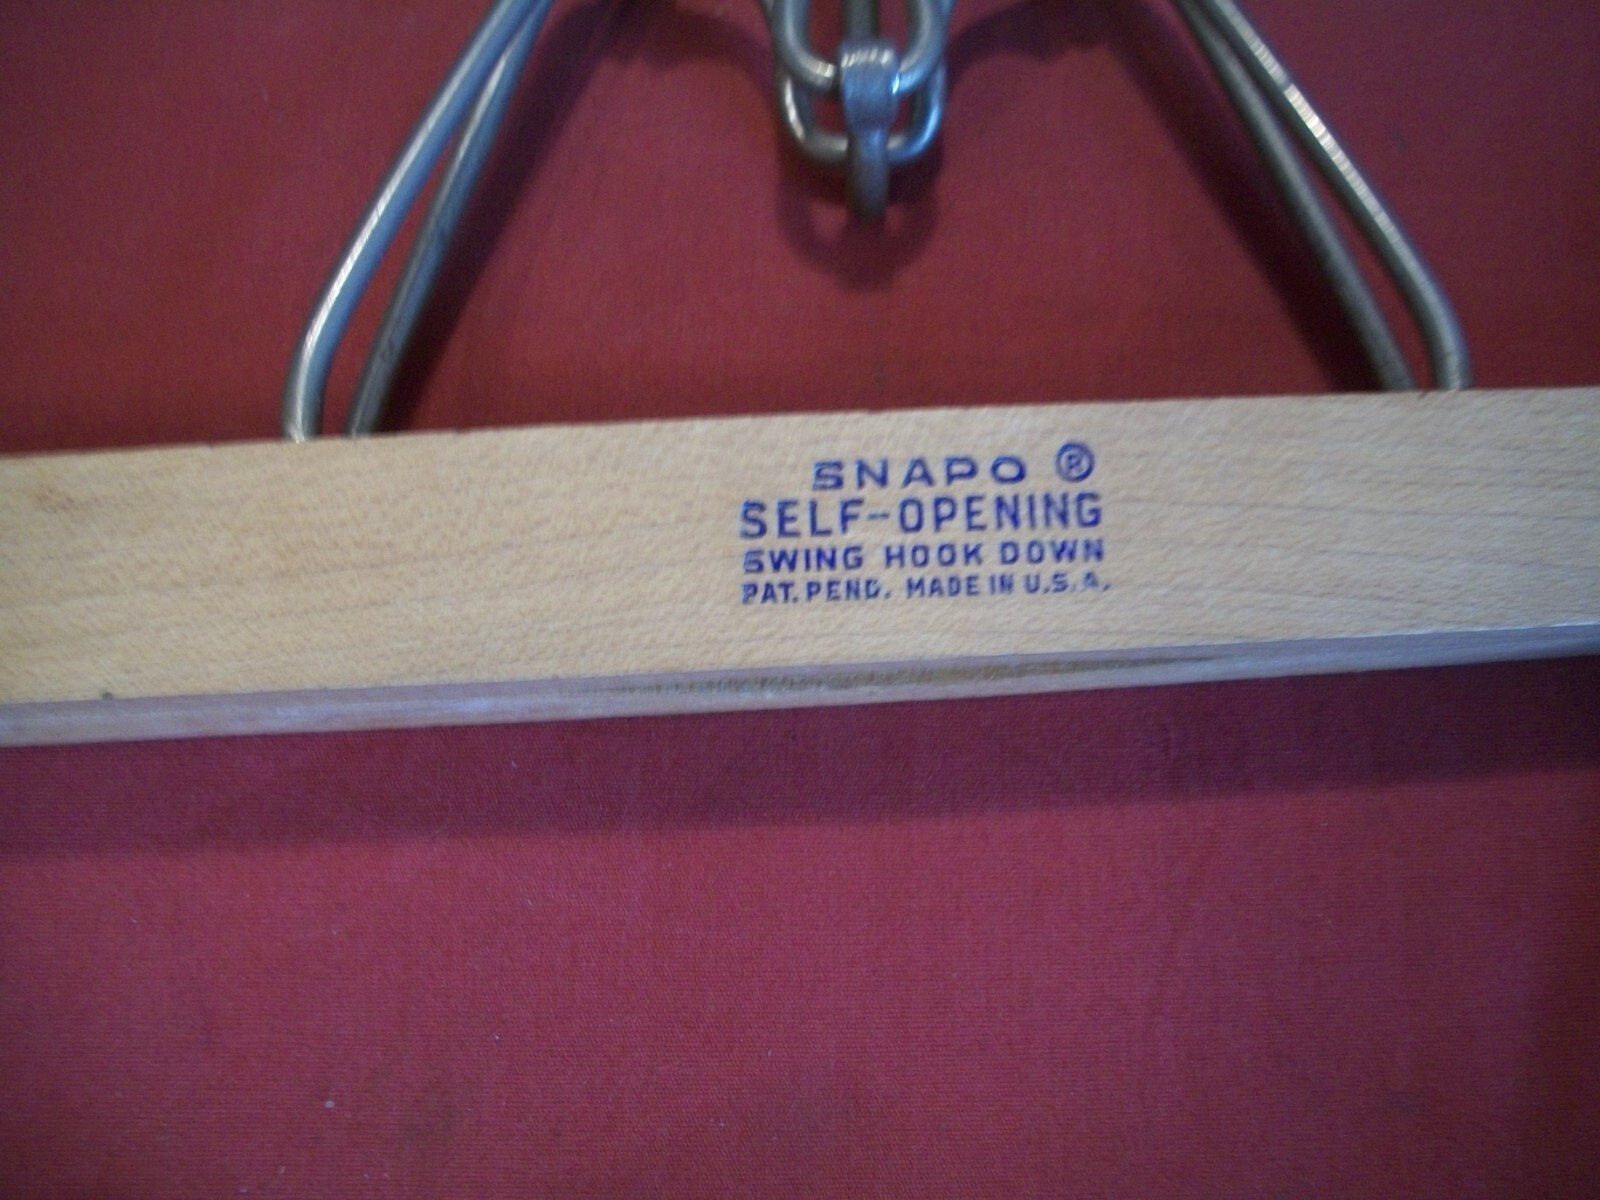 SNAPO ®
SELF-OPENING
SWING HOOK DOWN
PAT. PEND. MADE IN U.S.A.